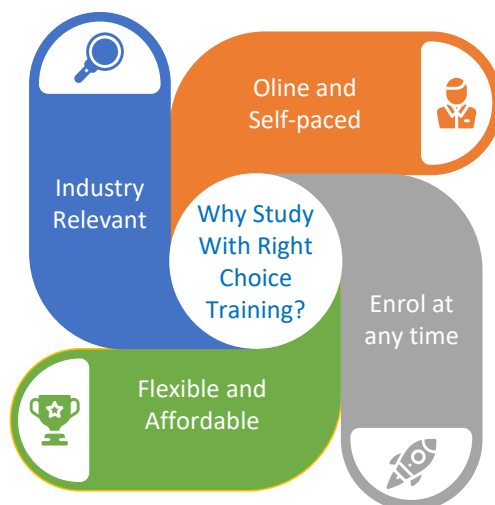 Oline and
Self-paced
Industry
Relevant
Why Study
With Right
Choice
Training?
Enrol at
any time
Flexible and
Affordable